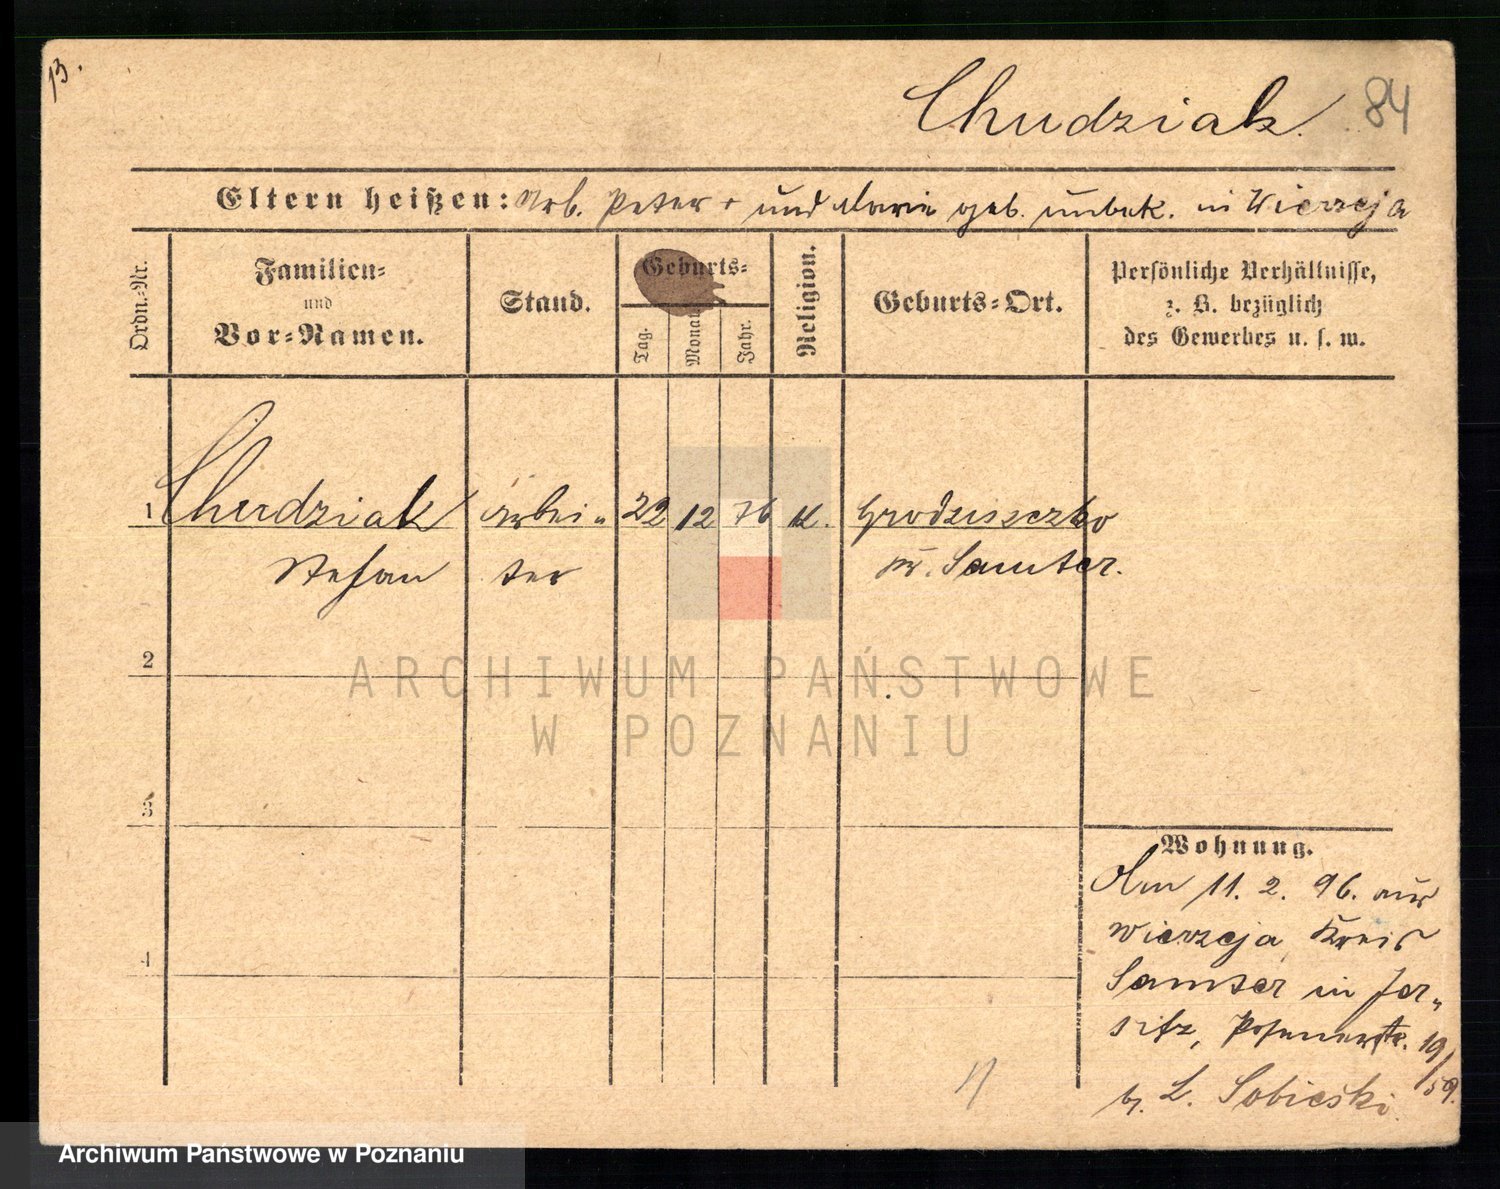 13.
Chudziak. 84
Eltern heißen: Arb. Peter + und Marie geb. unbek. in Wierzeja
Ordn.-Nr.
Familien=
und
Vor=Namen.
Stand.
Geburts=
Tag.
Monat
Jahr.
Religion.
Geburts=Ort.
Persönliche Verhältnisse,
z. B. bezüglich
des Gewerbes u. s. w.
1 Chudziak Arbei= 22 12 76 k. Grodziszczko
Stefan ter Kr. Samter.
2
3
4
Wohnung.
Am 11. 2. 96. aus
Wierzeja, Kreis
Samter in Jer=
sitz, Posenerstr. 19/59.
b. L. Sobieski.
ARCHIWUM PAŃSTWOWE
W POZNANIU
Archiwum Państwowe w Poznaniu